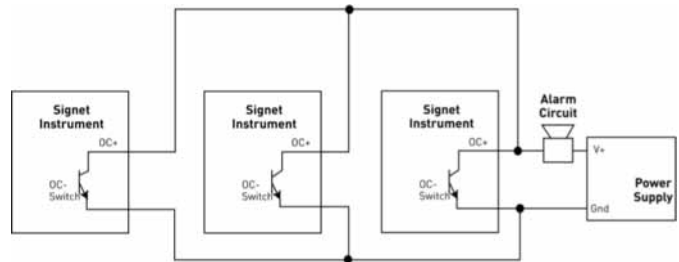 Signet
Instrument
OC+
OC-
Switch
Signet
Instrument
OC+
OC-
Switch
Signet
Instrument
OC+
OC-
Switch
Alarm
Circuit
V+
Power
Supply
Gnd